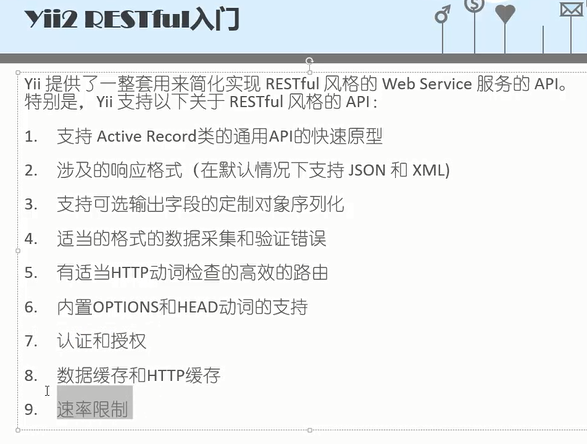 Yii2 RESTful入门
Yii 提供了一整套用来简化实现 RESTful 风格的 Web Service 服务的 API。
特别是，Yii 支持以下关于 RESTful 风格的 API：
1. 支持 Active Record类的通用API的快速原型
2. 涉及的响应格式（在默认情况下支持 JSON 和 XML)
3. 支持可选输出字段的定制对象序列化
4. 适当的格式的数据采集和验证错误
5. 有适当HTTP动词检查的高效的路由
6. 内置OPTIONS和HEAD动词的支持
7. 认证和授权
8. 数据缓存和HTTP缓存
9. 速率限制